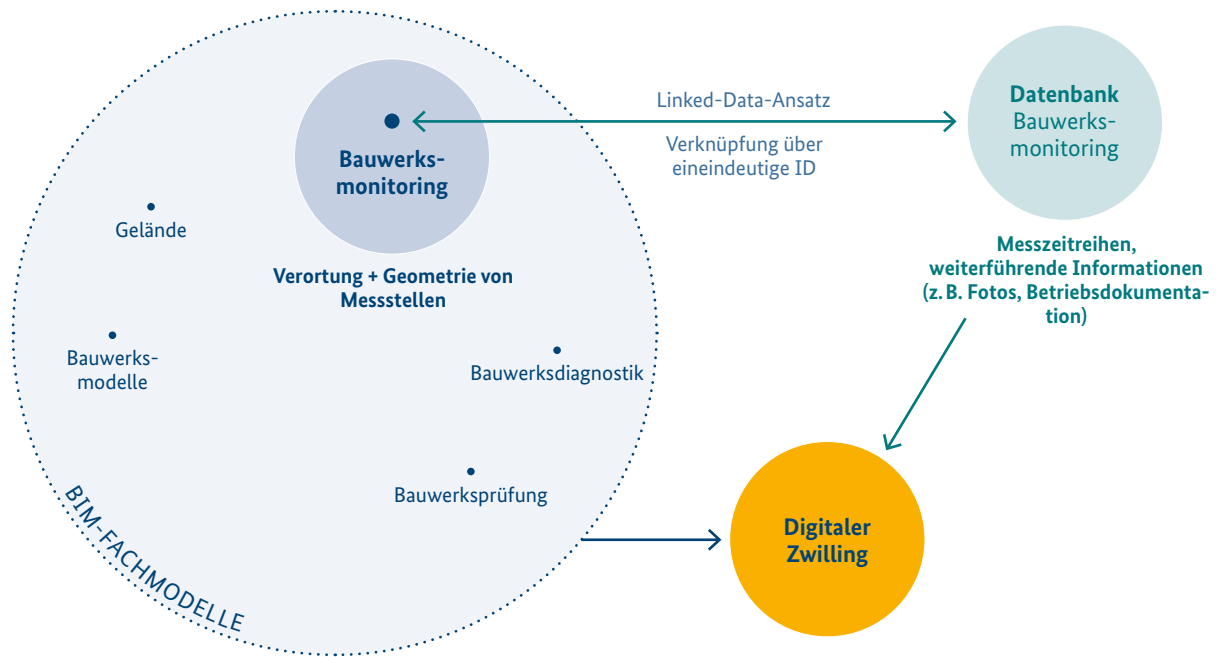 Linked-Data-Ansatz
Verknüpfung über
eineindeutige ID
Datenbank
Bauwerks-
monitoring
Bauwerks-
monitoring
Gelände
Verortung + Geometrie von
Messstellen
Messzeitreihen,
weiterführende Informationen
(z. B. Fotos, Betriebsdokumenta-
tion)
Bauwerks-
modelle
Bauwerksdiagnostik
Bauwerksprüfung
BIM-FACHMODELLE
Digitaler
Zwilling